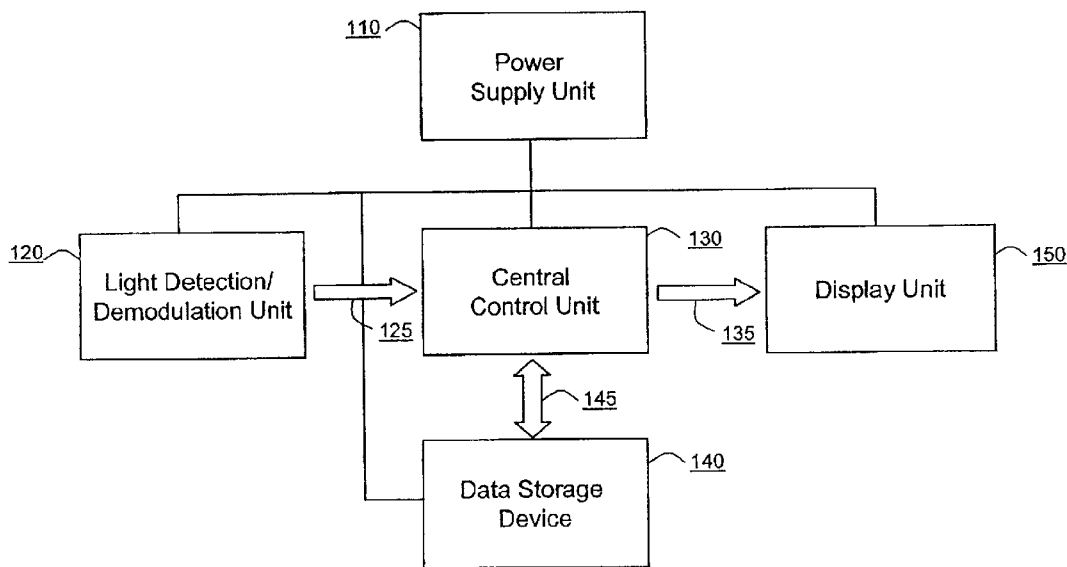 110
Power
Supply Unit
120
Light Detection/
Demodulation Unit
125
130
Central
Control Unit
135
150
Display Unit
145
140
Data Storage
Device